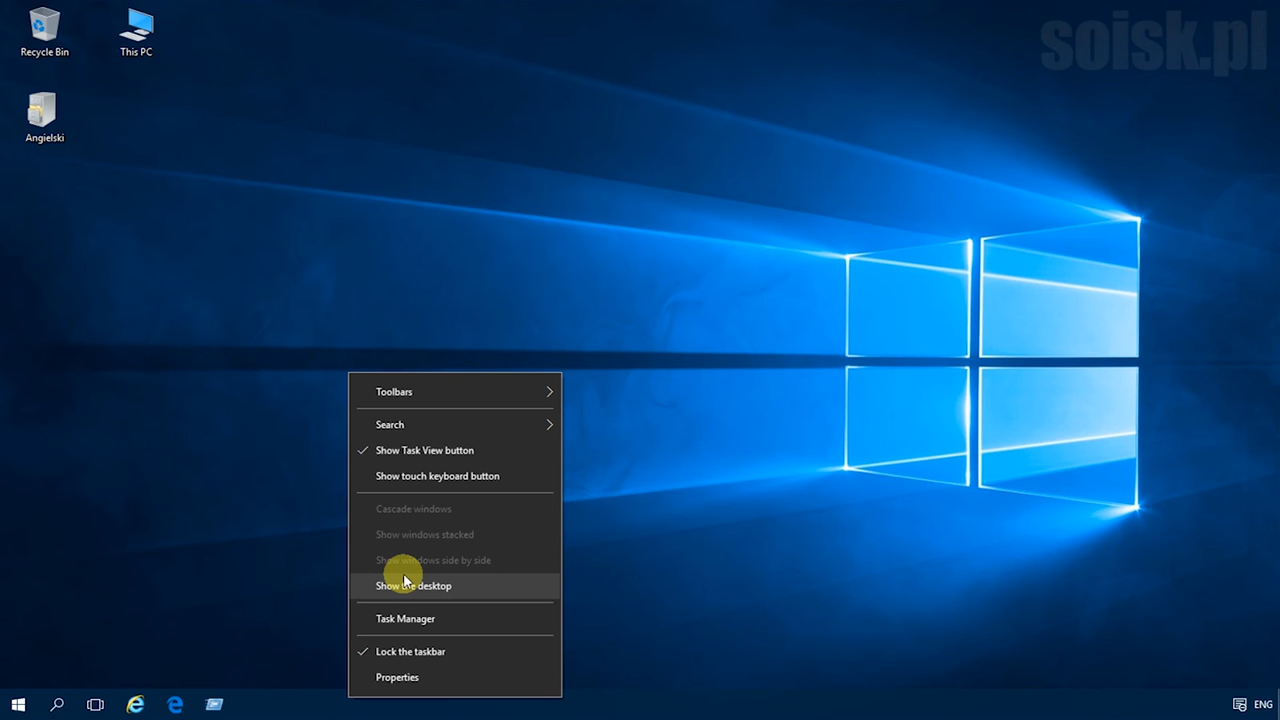 soisk.pl
Recycle Bin
This PC
Angielski
Toolbars
Search
Show Task View button
Show touch keyboard button
Cascade windows
Show windows stacked
Show windows side by side
Show the desktop
Task Manager
Lock the taskbar
Properties
ENG